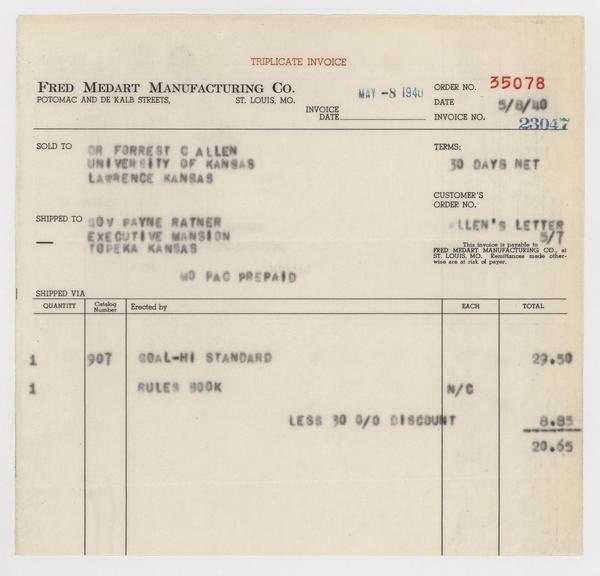 TRIPLICATE INVOICE
FRED MEDART MANUFACTURING CO.
POTOMAC AND DE KALB STREETS, ST. LOUIS, MO.
MAY -8 1940
INVOICE
DATE
ORDER NO. 35078
DATE 5/8/40
INVOICE NO. 23047
SOLD TO DR FORREST C ALLEN
UNIVERSITY OF KANSAS
LAWRENCE KANSAS
TERMS:
30 DAYS NET
CUSTOMER'S
ORDER NO.
ALLEN'S LETTER
5/7
SHIPPED TO GOV PAYNE RATNER
EXECUTIVE MANSION
TOPEKA KANSAS
This invoice is payable to
FRED MEDART MANUFACTURING CO., at
ST. LOUIS, MO. Remittances made other-
wise are at risk of payer.
MO PAC PREPAID
SHIPPED VIA
QUANTITY Catalog Number Erected by EACH TOTAL
1 907 GOAL-HI STANDARD 29.50
1 RULES BOOK N/C
LESS 30 O/O DISCOUNT 8.85
20.65